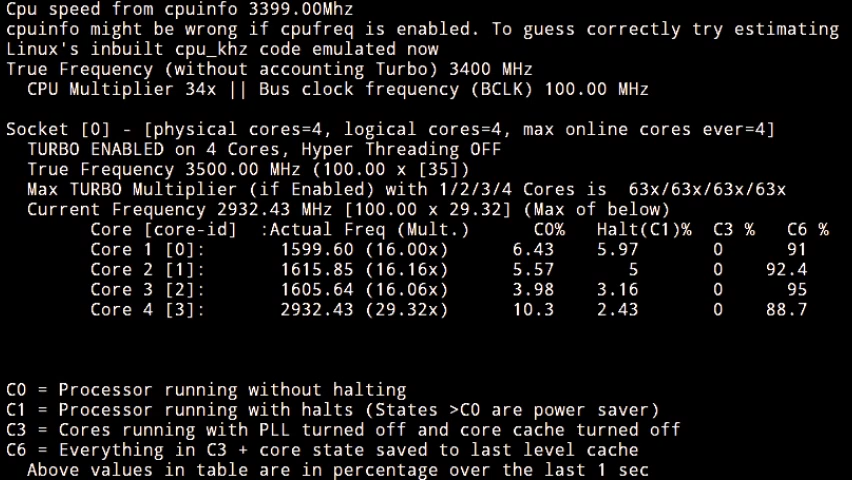 Cpu speed from cpuinfo 3399.00Mhz
cpuinfo might be wrong if cpufreq is enabled. To guess correctly try estimating
Linux's inbuilt cpu_khz code emulated now
True Frequency (without accounting Turbo) 3400 MHz
CPU Multiplier 34x || Bus clock frequency (BCLK) 100.00 MHz
Socket [0] - [physical cores=4, logical cores=4, max online cores ever=4]
TURBO ENABLED on 4 Cores, Hyper Threading OFF
True Frequency 3500.00 MHz (100.00 x [35])
Max TURBO Multiplier (if Enabled) with 1/2/3/4 Cores is 63x/63x/63x/63x
Current Frequency 2932.43 MHz [100.00 x 29.32] (Max of below)
Core [core-id] :Actual Freq (Mult.) C0% Halt(C1)% C3 % C6 %
Core 1 [0]: 1599.60 (16.00x) 6.43 5.97 0 91
Core 2 [1]: 1615.85 (16.16x) 5.57 5 0 92.4
Core 3 [2]: 1605.64 (16.06x) 3.98 3.16 0 95
Core 4 [3]: 2932.43 (29.32x) 10.3 2.43 0 88.7
C0 = Processor running without halting
C1 = Processor running with halts (States >C0 are power saver)
C3 = Cores running with PLL turned off and core cache turned off
C6 = Everything in C3 + core state saved to last level cache
Above values in table are in percentage over the last 1 sec